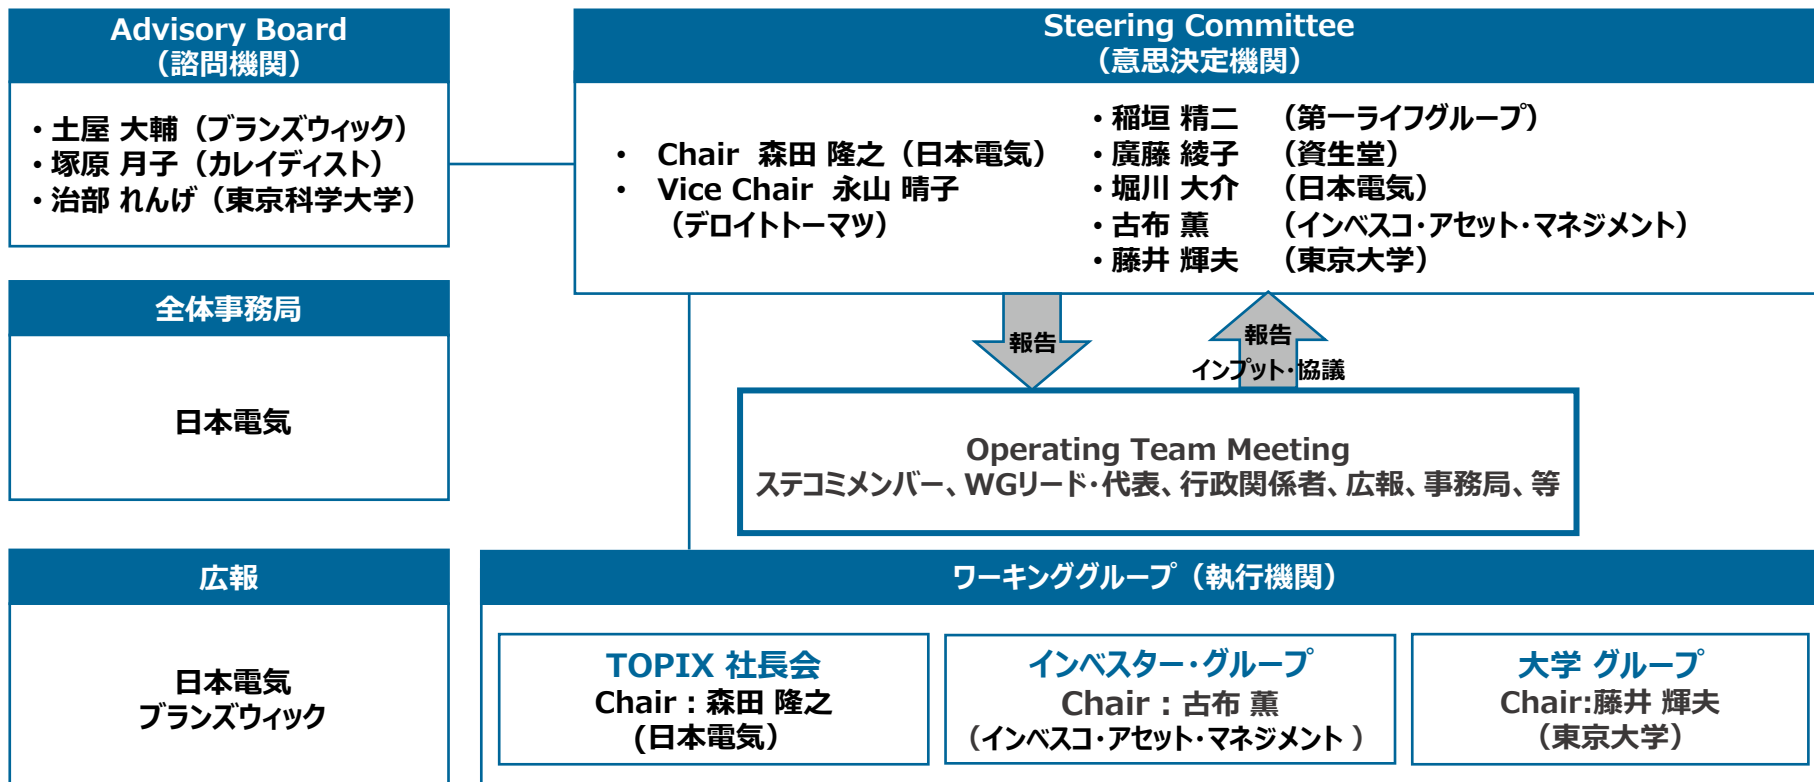 Advisory Board
（諮問機関）
・土屋 大輔（ブランズウィック）
・塚原 月子（カレイディスト）
・治部 れんげ（東京科学大学）
Steering Committee
（意思決定機関）
・ Chair 森田 隆之（日本電気）
・ Vice Chair 永山 晴子
（デロイトトーマツ）
・稲垣 精二 （第一ライフグループ）
・廣藤 綾子 （資生堂）
・堀川 大介 （日本電気）
・古布 薫 （インベスコ・アセット・マネジメント）
・藤井 輝夫 （東京大学）
全体事務局
日本電気
報告
報告
インプット・協議
Operating Team Meeting
ステコミメンバー、WGリード・代表、行政関係者、広報、事務局、等
広報
日本電気
ブランズウィック
ワーキンググループ（執行機関）
TOPIX 社長会
Chair：森田 隆之
(日本電気）
インベスター・グループ
Chair：古布 薫
（インベスコ・アセット・マネジメント ）
大学 グループ
Chair:藤井 輝夫
（東京大学）